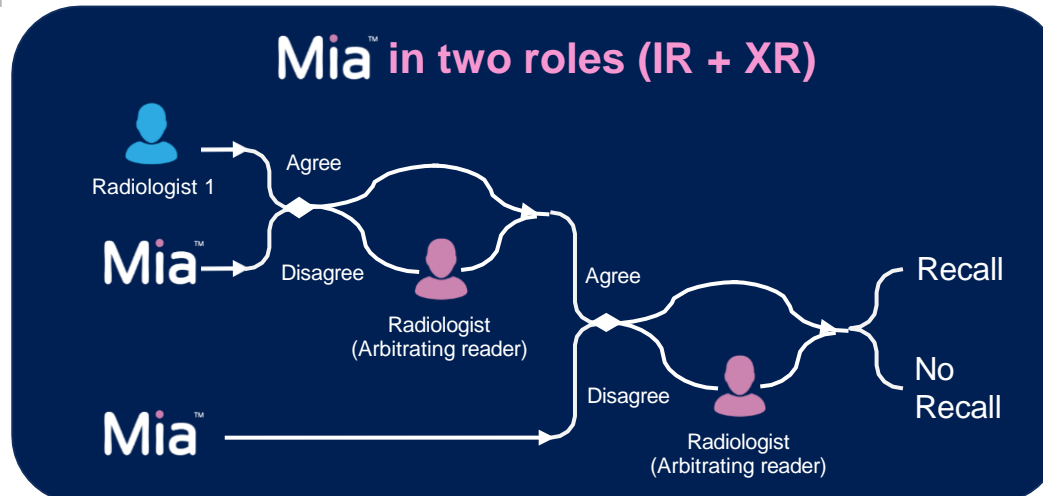 Mia™ in two roles (IR + XR)
Agree
Radiologist 1
Mia™
Disagree
Agree
Recall
Radiologist
(Arbitrating reader)
No
Recall
Disagree
Mia™
Radiologist
(Arbitrating reader)